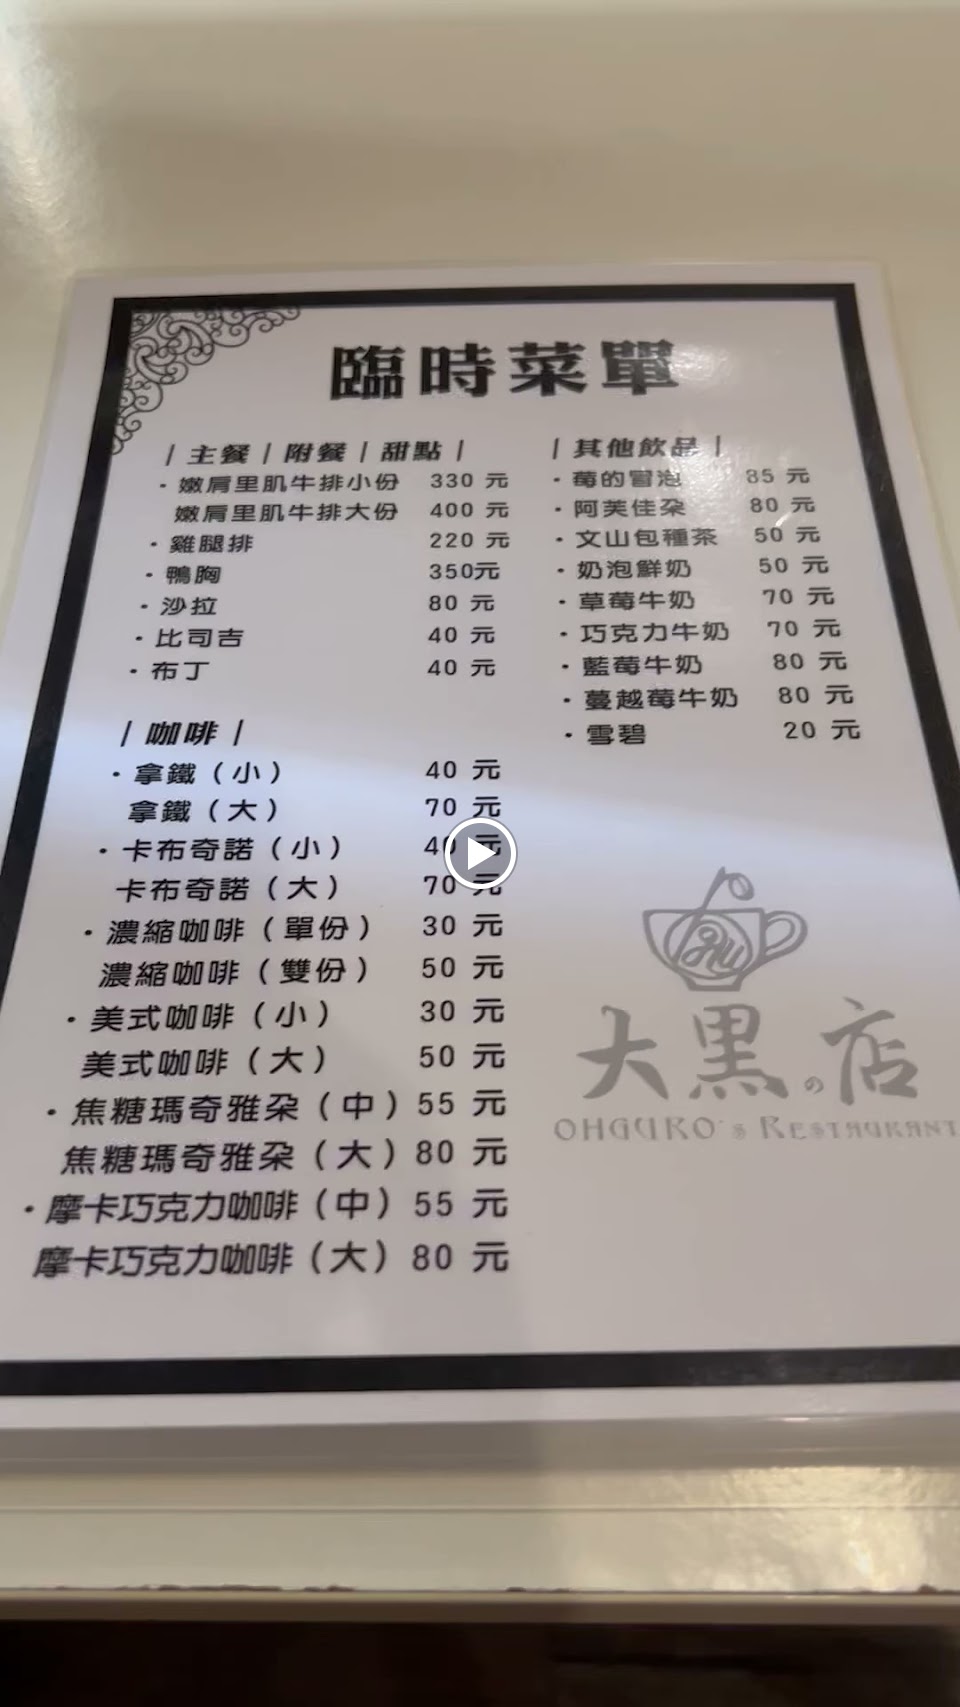 臨時菜單
| 主餐 | 附餐 | 甜點 |
・嫩肩里肌牛排小份 330 元
嫩肩里肌牛排大份 400 元
・雞腿排 220 元
・鴨胸 350元
・沙拉 80 元
・比司吉 40 元
・布丁 40 元
| 咖啡 |
・拿鐵（小） 40 元
拿鐵（大） 70 元
・卡布奇諾（小） 40 元
卡布奇諾（大） 70 元
・濃縮咖啡（單份） 30 元
濃縮咖啡（雙份） 50 元
・美式咖啡（小） 30 元
美式咖啡（大） 50 元
・焦糖瑪奇雅朶（中）55 元
焦糖瑪奇雅朶（大）80 元
・摩卡巧克力咖啡（中）55 元
摩卡巧克力咖啡（大）80 元
| 其他飲品 |
・莓的冒泡 85 元
・阿芙佳朶 80 元
・文山包種茶 50 元
・奶泡鮮奶 50 元
・草莓牛奶 70 元
・巧克力牛奶 70 元
・藍莓牛奶 80 元
・蔓越莓牛奶 80 元
・雪碧 20 元
大黑の店
OHGURO's RESTAURANT